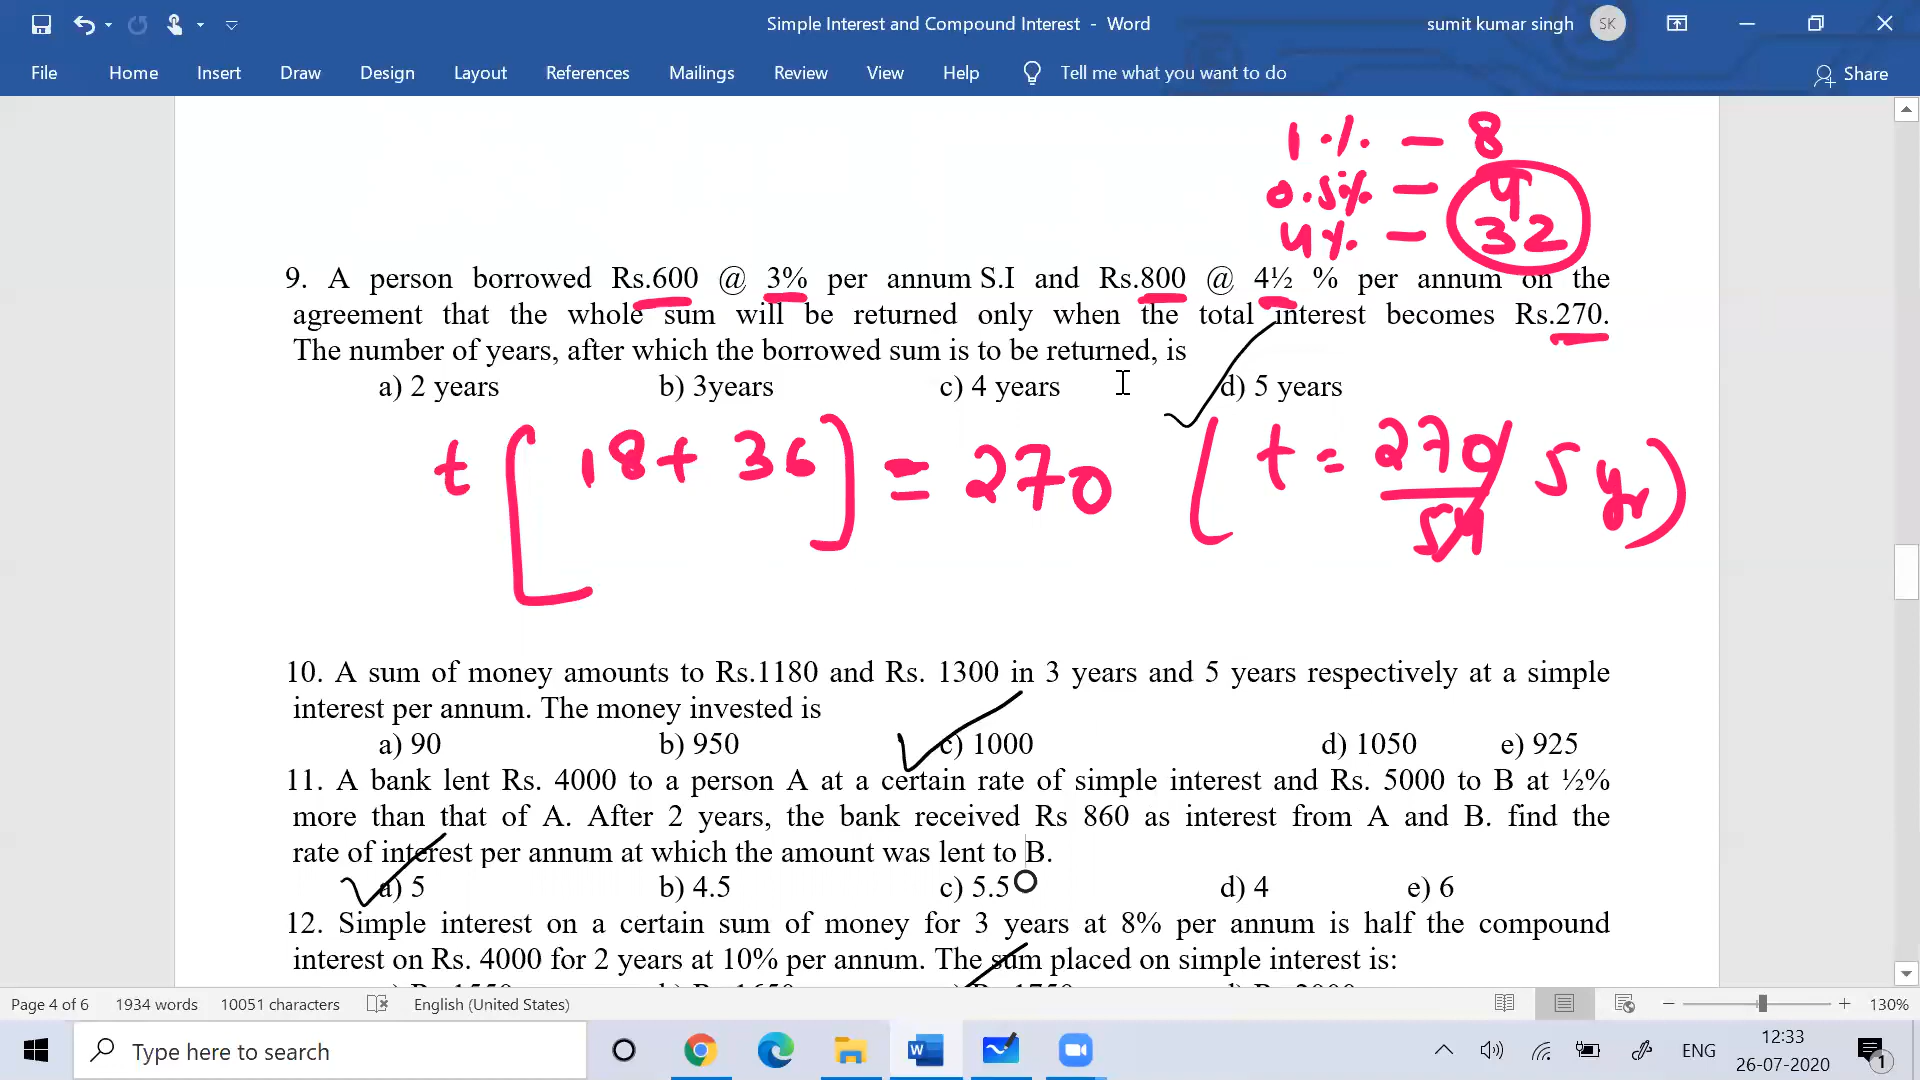 Simple Interest and Compound Interest - Word
sumit kumar singh SK
File Home Insert Draw Design Layout References Mailings Review View Help Tell me what you want to do Share
1 % - 8
0.5% - 4
4% - 32
9. A person borrowed Rs.600 @ 3% per annum S.I and Rs.800 @ 4½ % per annum on the
agreement that the whole sum will be returned only when the total interest becomes Rs.270.
The number of years, after which the borrowed sum is to be returned, is
a) 2 years b) 3years c) 4 years d) 5 years
t [ 18 + 36 ] = 270 ( t = 270/54 5 yr )
10. A sum of money amounts to Rs.1180 and Rs. 1300 in 3 years and 5 years respectively at a simple
interest per annum. The money invested is
a) 90 b) 950 c) 1000 d) 1050 e) 925
11. A bank lent Rs. 4000 to a person A at a certain rate of simple interest and Rs. 5000 to B at ½%
more than that of A. After 2 years, the bank received Rs 860 as interest from A and B. find the
rate of interest per annum at which the amount was lent to B.
a) 5 b) 4.5 c) 5.5 d) 4 e) 6
12. Simple interest on a certain sum of money for 3 years at 8% per annum is half the compound
interest on Rs. 4000 for 2 years at 10% per annum. The sum placed on simple interest is:
Page 4 of 6 1934 words 10051 characters English (United States) 130%
Type here to search
ENG 12:33
26-07-2020 1